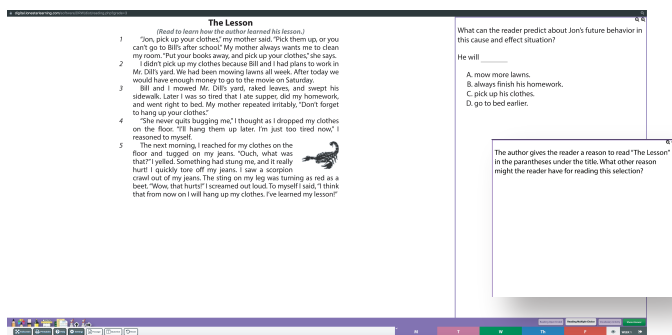 The Lesson
(Read to learn how the author learned his lesson.)
1 "Jon, pick up your clothes," my mother said. "Pick them up, or you
can't go to Bill's after school." My mother always wants me to clean
my room. "Put your books away, and pick up your clothes," she says.
2 I didn't pick up my clothes because Bill and I had plans to work in
Mr. Dill's yard. We had been mowing lawns all week. After today we
would have enough money to go to the movie on Saturday.
3 Bill and I mowed Mr. Dill's yard, raked leaves, and swept his
sidewalk. Later I was so tired that I ate supper, did my homework,
and went right to bed. My mother repeated irritably, "Don't forget
to hang up your clothes."
4 "She never quits bugging me," I thought as I dropped my clothes
on the floor. "I'll hang them up later. I'm just too tired now," I
reasoned to myself.
5 The next morning, I reached for my clothes on the
floor and tugged on my jeans. "Ouch, what was
that?" I yelled. Something had stung me, and it really
hurt! I quickly tore off my jeans. I saw a scorpion
crawl out of my jeans. The sting on my leg was turning as red as a
beet. "Wow, that hurts!" I screamed out loud. To myself I said, "I think
that from now on I will hang up my clothes. I've learned my lesson!"
What can the reader predict about Jon's future behavior in
this cause and effect situation?
He will ______
A. mow more lawns.
B. always finish his homework.
C. pick up his clothes.
D. go to bed earlier.
The author gives the reader a reason to read "The Lesson"
in the parantheses under the title. What other reason
might the reader have for reading this selection?
M T W Th F